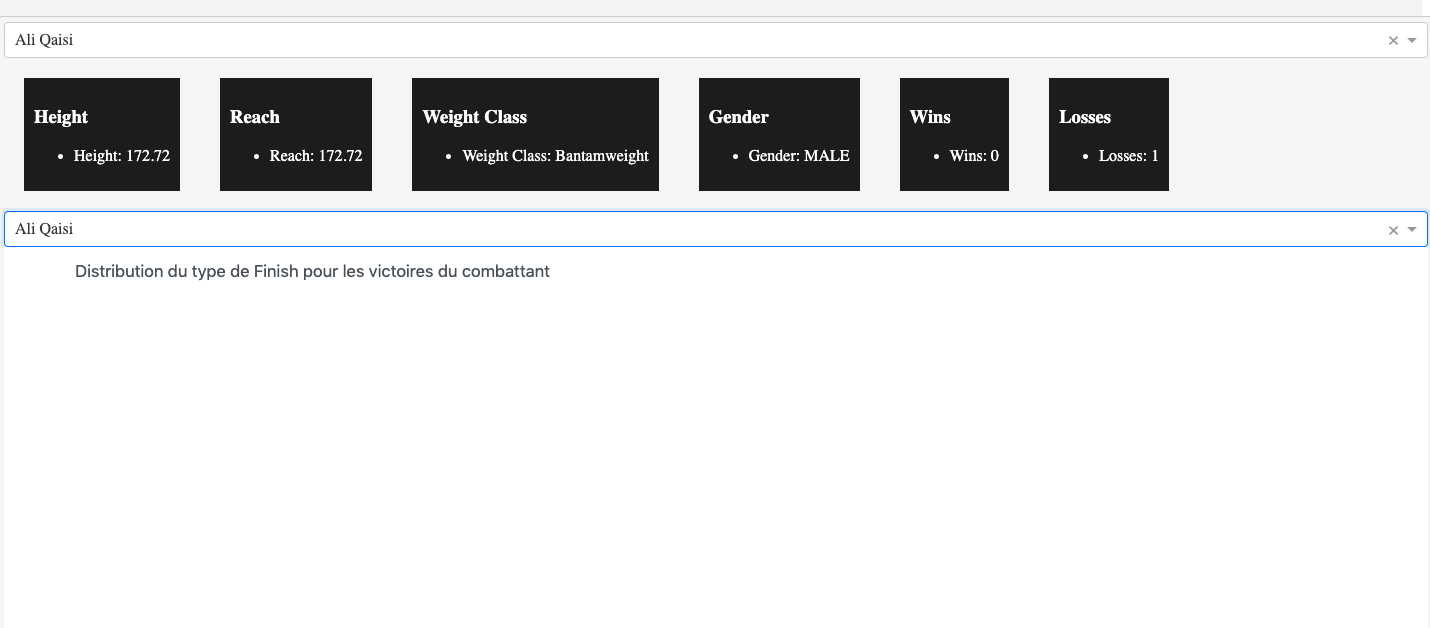 Ali Qaisi
Height Reach Weight Class Gender Wins Losses
• Height: 172.72 • Reach: 172.72 • Weight Class: Bantamweight • Gender: MALE • Wins: 0 • Losses: 1
Ali Qaisi
Distribution du type de Finish pour les victoires du combattant